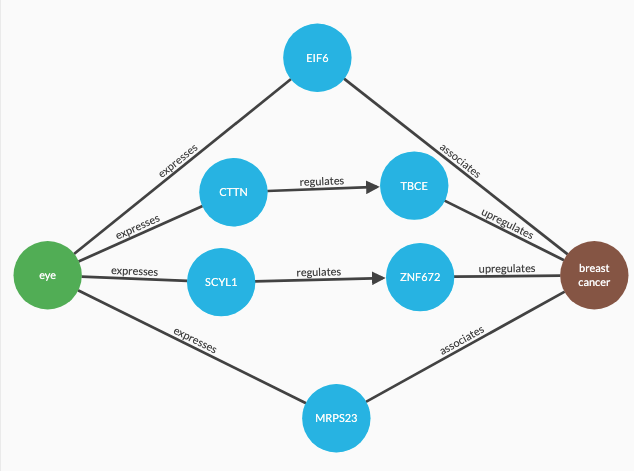 EIF6
expresses
associates
CTTN
regulates
TBCE
expresses
upregulates
eye
expresses
SCYL1
regulates
ZNF672
upregulates
breast
cancer
expresses
associates
MRPS23